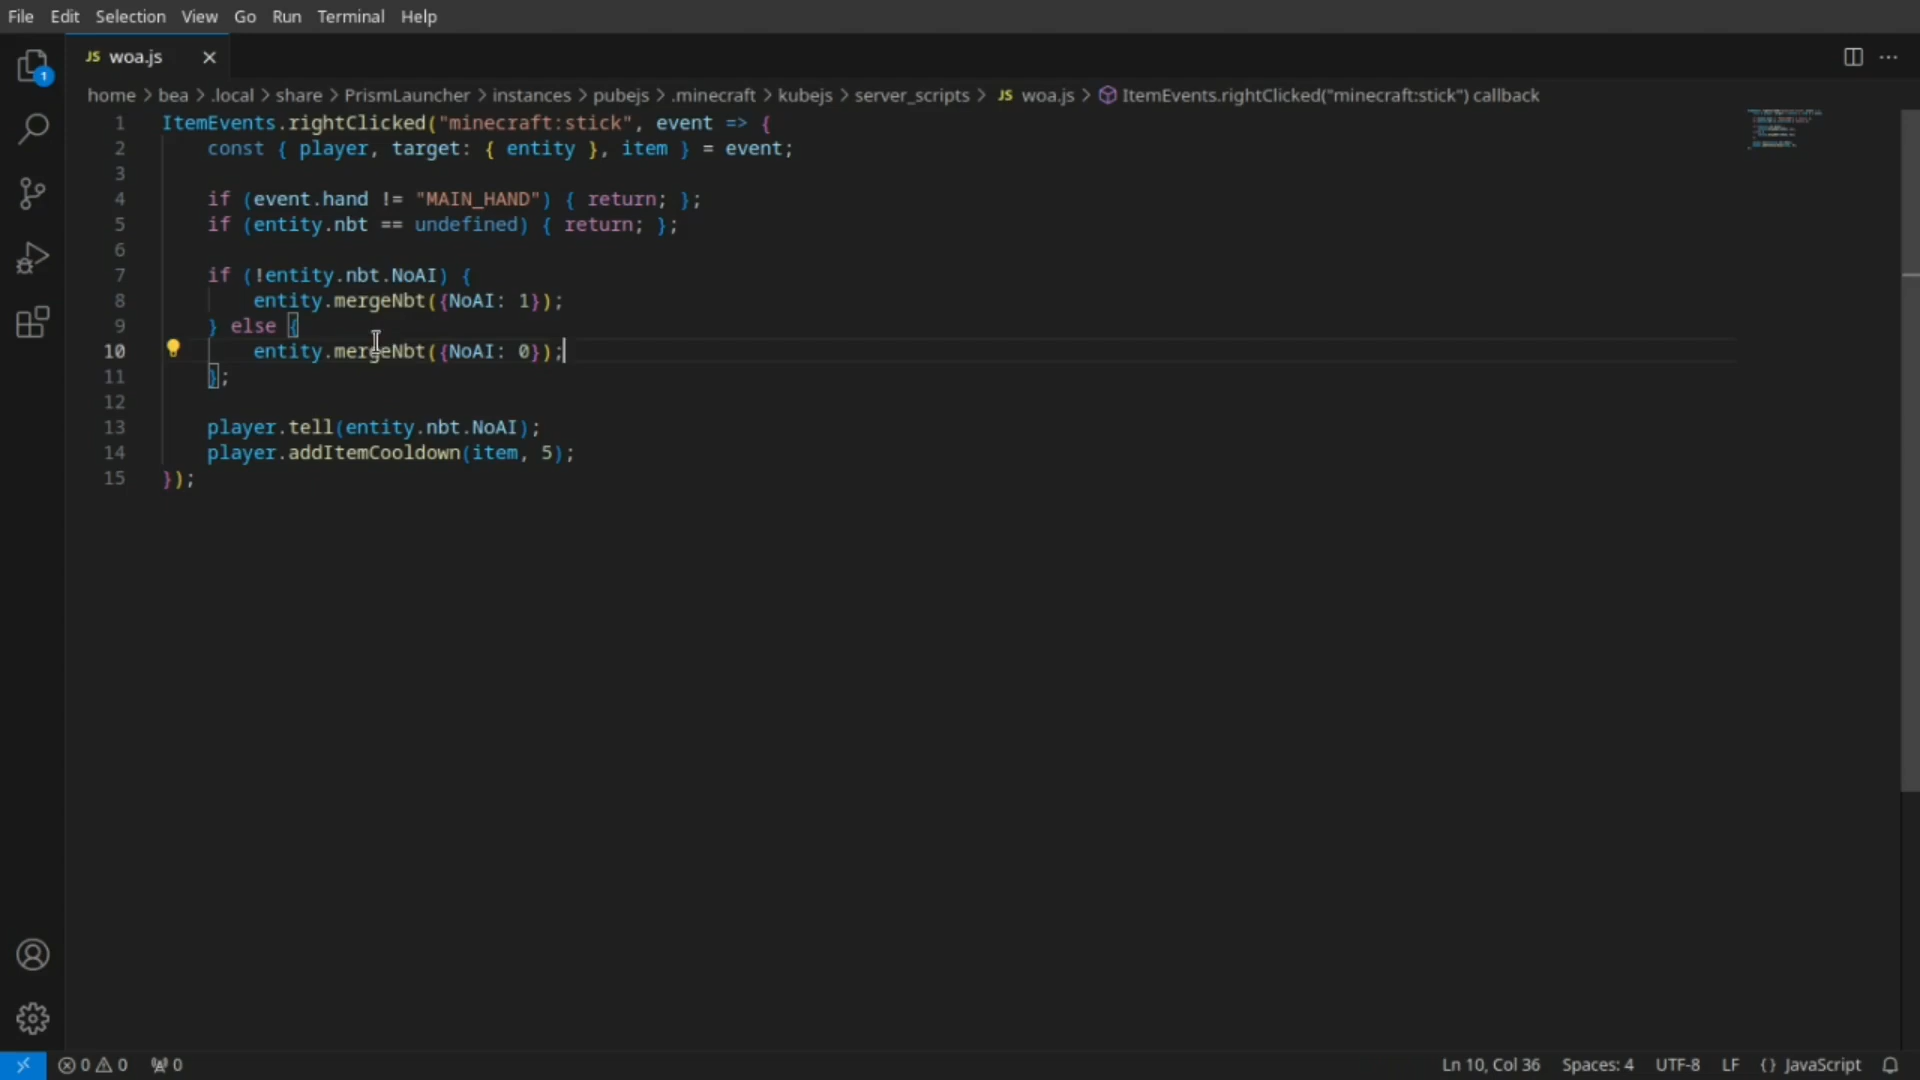 File Edit Selection View Go Run Terminal Help
JS woa.js
home > bea > .local > share > PrismLauncher > instances > pubejs > .minecraft > kubejs > server_scripts > JS woa.js > ItemEvents.rightClicked("minecraft:stick") callback
1 ItemEvents.rightClicked("minecraft:stick", event => {
2     const { player, target: { entity }, item } = event;
3
4     if (event.hand != "MAIN_HAND") { return; };
5     if (entity.nbt == undefined) { return; };
6
7     if (!entity.nbt.NoAI) {
8         entity.mergeNbt({NoAI: 1});
9     } else {
10         entity.mergeNbt({NoAI: 0});
11     };
12
13     player.tell(entity.nbt.NoAI);
14     player.addItemCooldown(item, 5);
15 });
1
0 0 0 Ln 10, Col 36 Spaces: 4 UTF-8 LF {} JavaScript